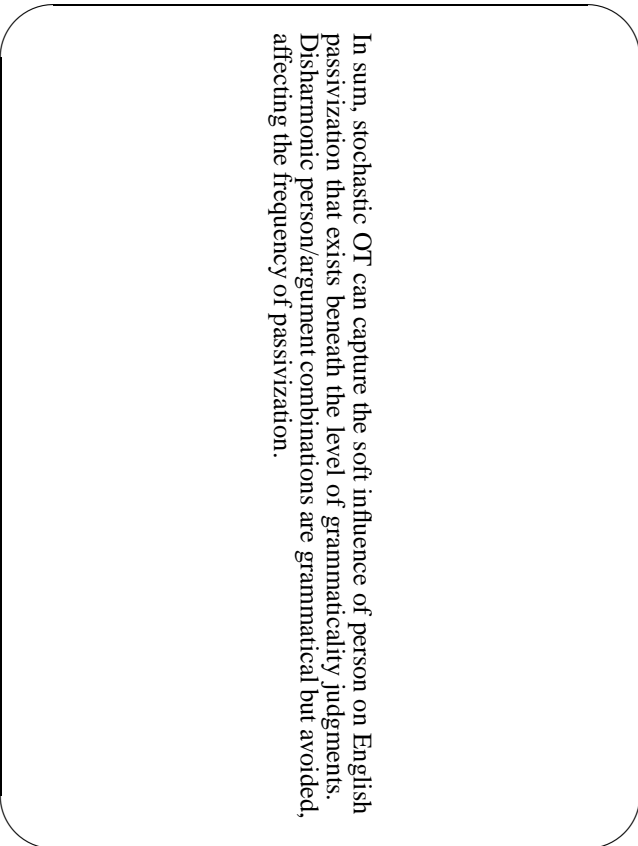 In sum, stochastic OT can capture the soft influence of person on English
passivization that exists beneath the level of grammaticality judgments.
Disharmonic person/argument combinations are grammatical but avoided,
affecting the frequency of passivization.